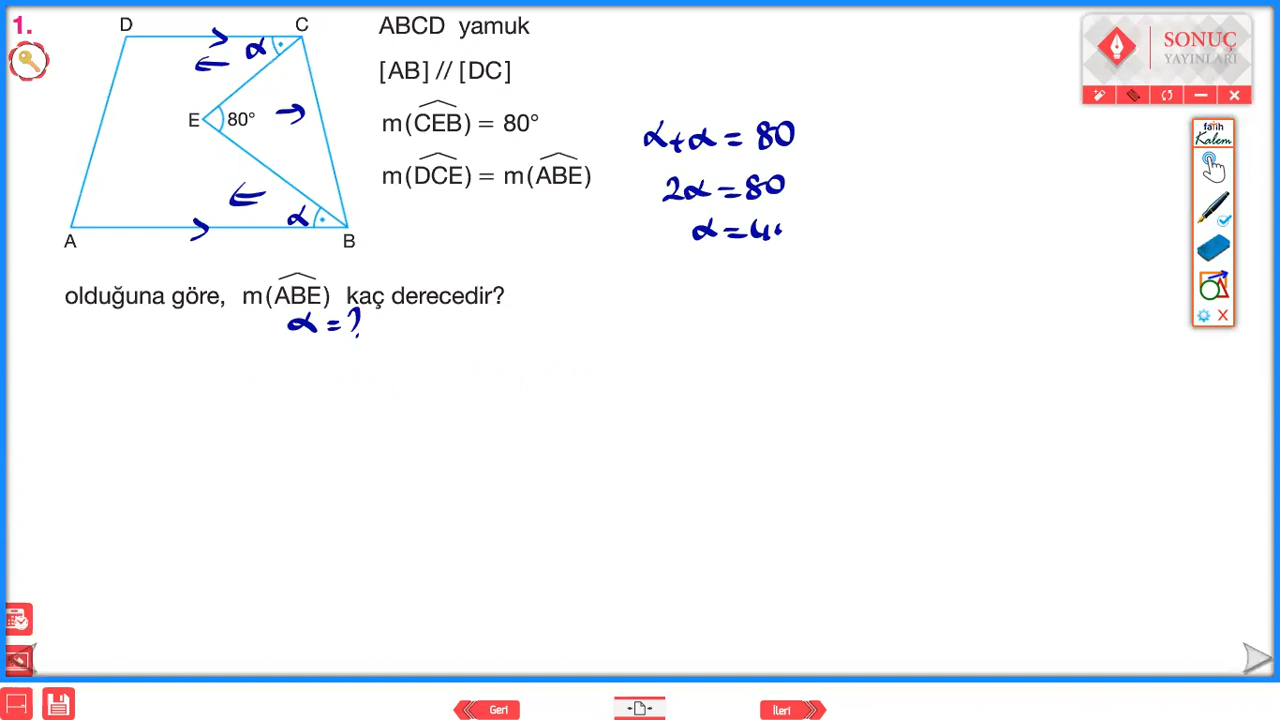 1.
D
C
α
E
80°
α
A
B
ABCD yamuk
[AB] // [DC]
m(CEB) = 80°
m(DCE) = m(ABE)
α+α = 80
2α = 80
α = 4
olduğuna göre, m(ABE) kaç derecedir?
α = ?
SONUÇ
YAYINLARI
fatih
Kalem
Geri
İleri